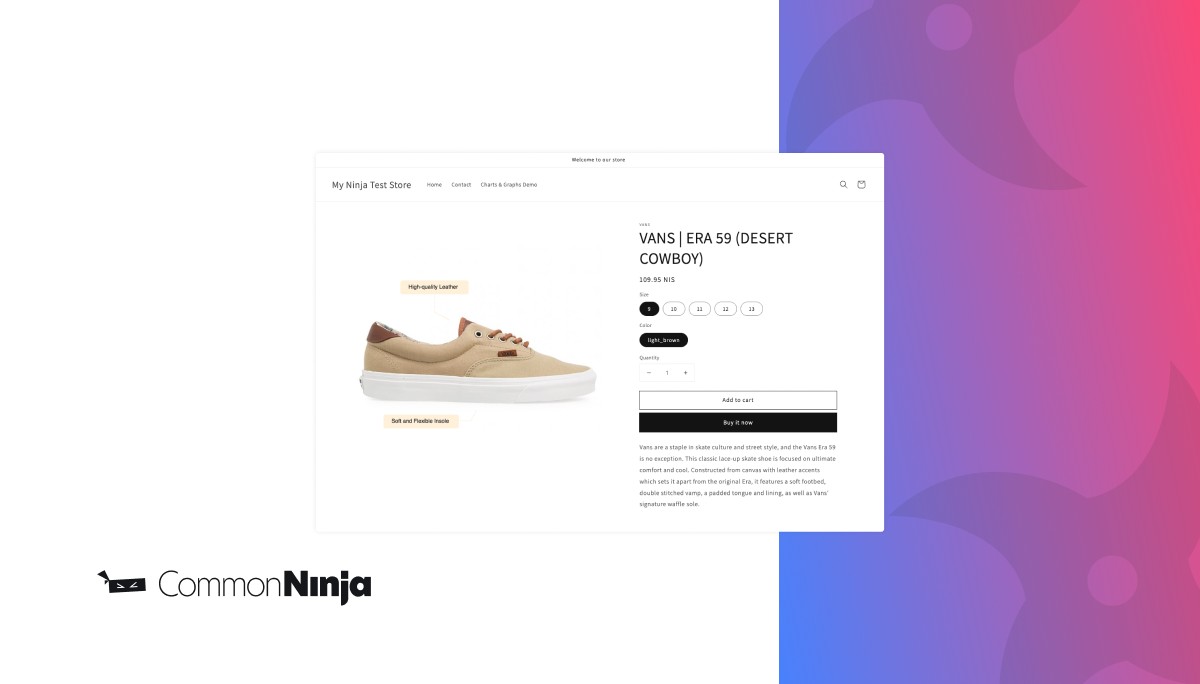 Welcome to our store
My Ninja Test Store
Home
Contact
Charts & Graphs Demo
High-quality Leather
Soft and Flexible Insole
VANS
VANS | ERA 59 (DESERT
COWBOY)
109.95 NIS
Size
9
10
11
12
13
Color
light_brown
Quantity
− 1 +
Add to cart
Buy it now
Vans are a staple in skate culture and street style, and the Vans Era 59
is no exception. This classic lace-up skate shoe is focused on ultimate
comfort and cool. Constructed from canvas with leather accents
which sets it apart from the original Era, it features a soft footbed,
double stitched vamp, a padded tongue and lining, as well as Vans'
signature waffle sole.
CommonNinja